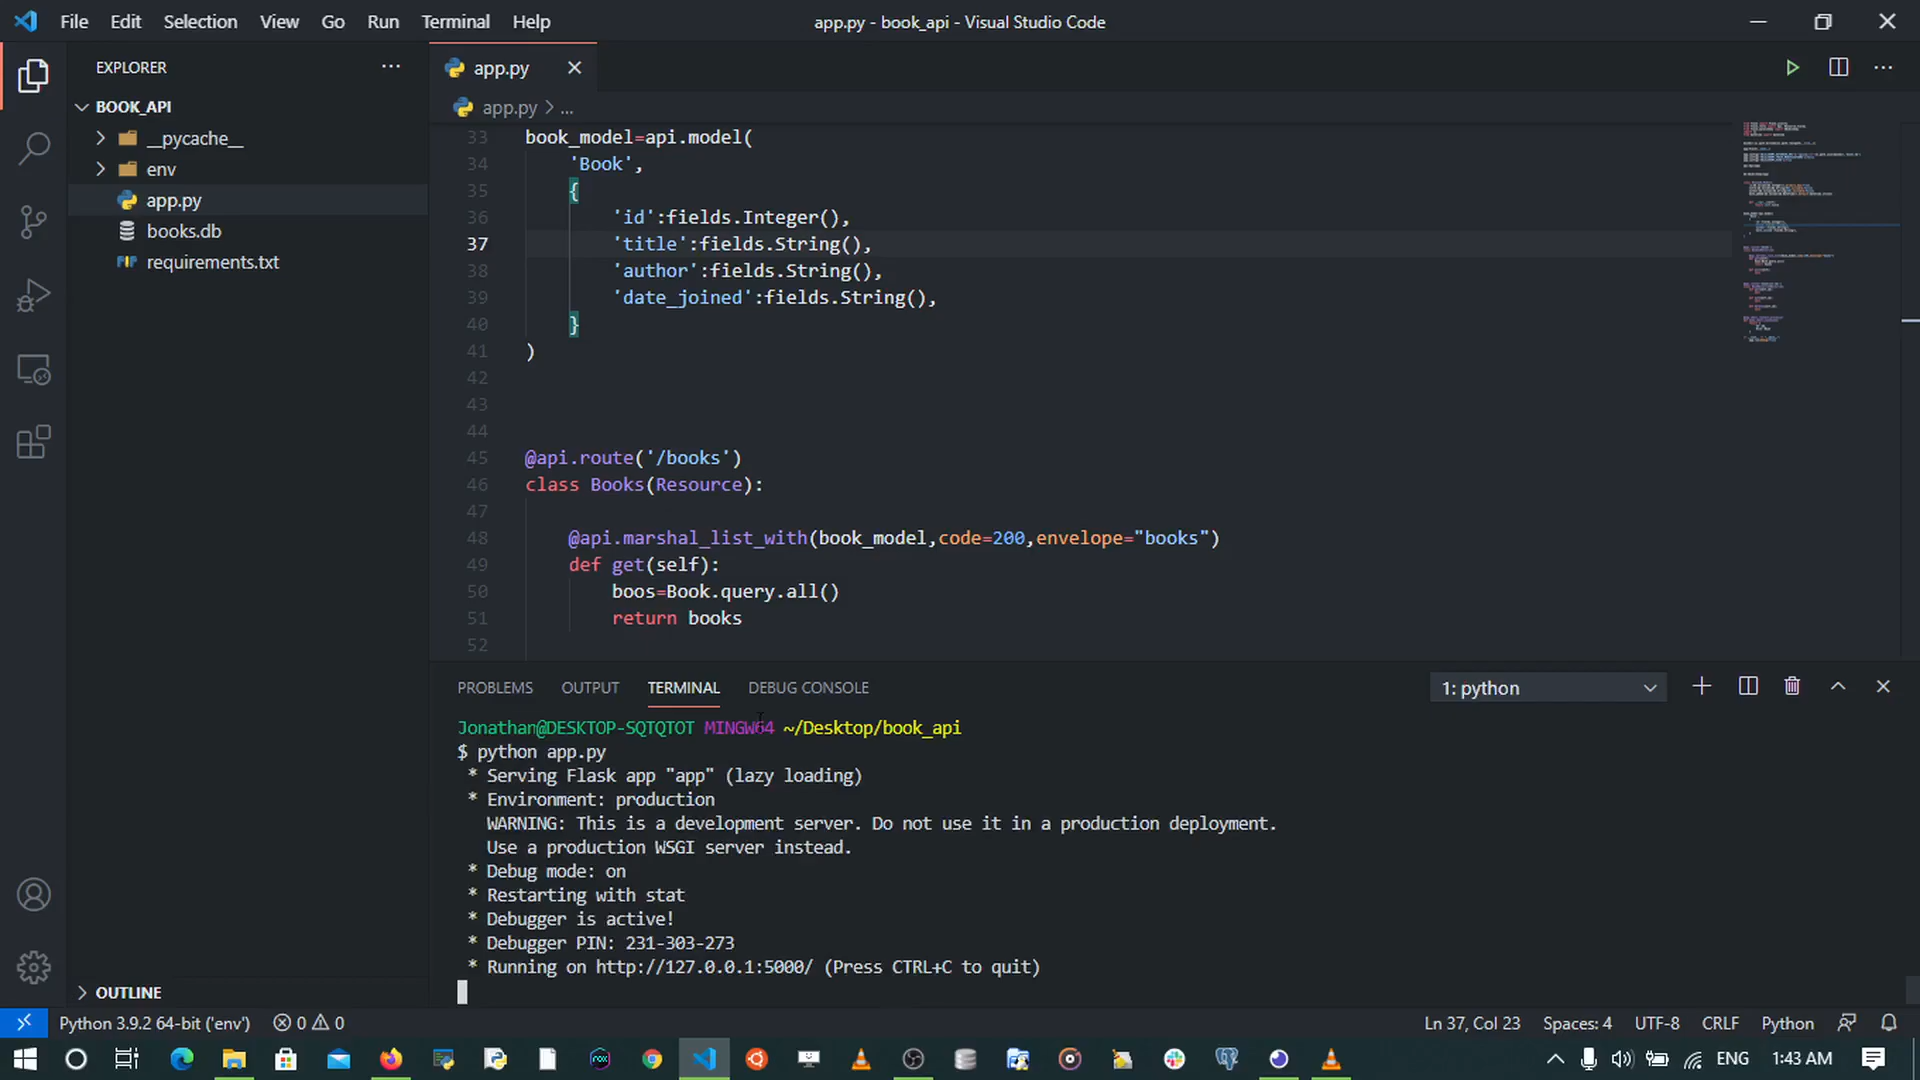 File Edit Selection View Go Run Terminal Help
app.py - book_api - Visual Studio Code
EXPLORER
BOOK_API
__pycache__
env
app.py
books.db
requirements.txt
OUTLINE
app.py
app.py > ...
33 book_model=api.model(
34 'Book',
35 {
36 'id':fields.Integer(),
37 'title':fields.String(),
38 'author':fields.String(),
39 'date_joined':fields.String(),
40 }
41 )
42
43
44
45 @api.route('/books')
46 class Books(Resource):
47
48 @api.marshal_list_with(book_model,code=200,envelope="books")
49 def get(self):
50 boos=Book.query.all()
51 return books
52
PROBLEMS OUTPUT TERMINAL DEBUG CONSOLE
1: python
Jonathan@DESKTOP-SQTQTOT MINGW64 ~/Desktop/book_api
$ python app.py
* Serving Flask app "app" (lazy loading)
* Environment: production
WARNING: This is a development server. Do not use it in a production deployment.
Use a production WSGI server instead.
* Debug mode: on
* Restarting with stat
* Debugger is active!
* Debugger PIN: 231-303-273
* Running on http://127.0.0.1:5000/ (Press CTRL+C to quit)
Python 3.9.2 64-bit ('env') 0 0
Ln 37, Col 23 Spaces: 4 UTF-8 CRLF Python
ENG 1:43 AM